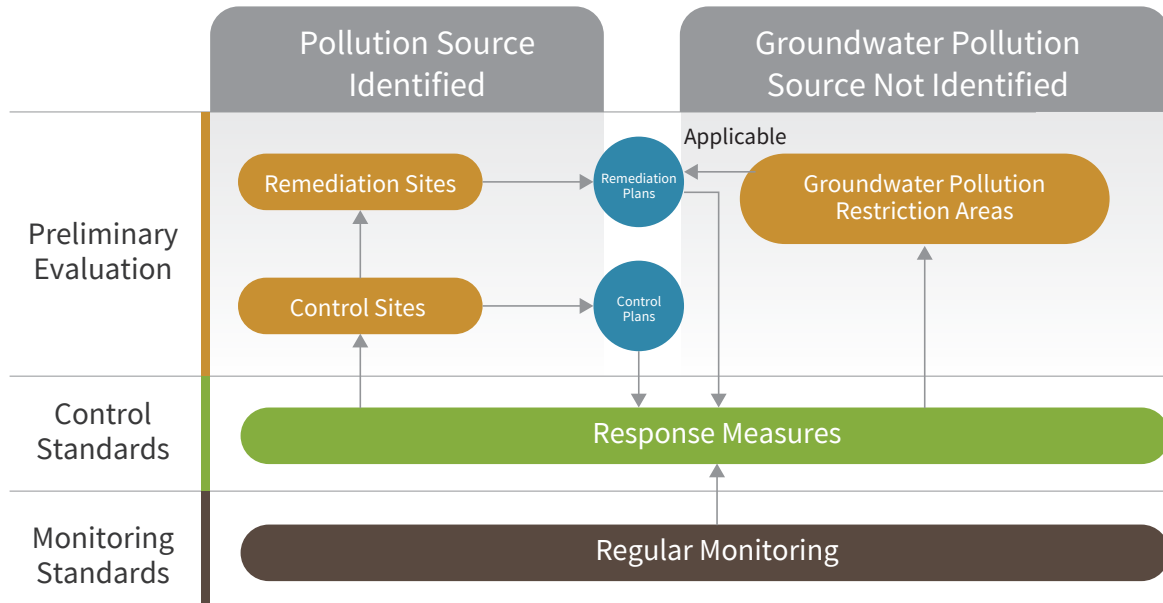 Pollution Source
Identified
Groundwater Pollution
Source Not Identified
Preliminary
Evaluation
Applicable
Remediation Sites
Remediation
Plans
Groundwater Pollution
Restriction Areas
Control Sites
Control
Plans
Control
Standards
Response Measures
Monitoring
Standards
Regular Monitoring